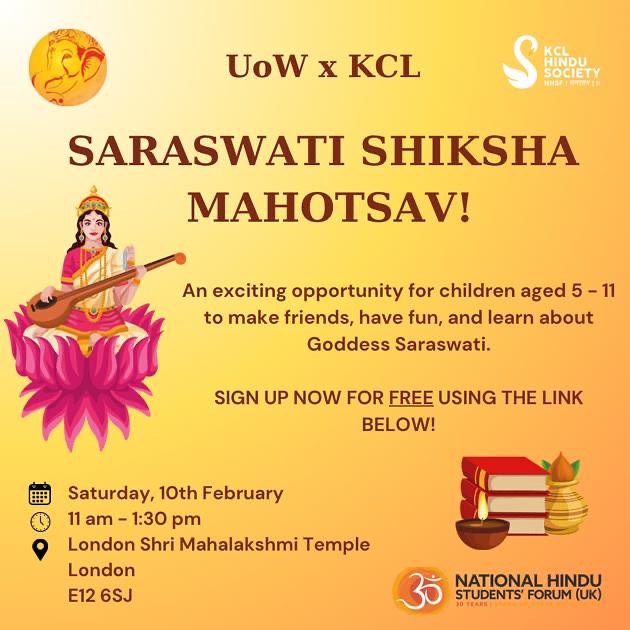 UoW x KCL
KCL
HINDU
SOCIETY
SARASWATI SHIKSHA
MAHOTSAV!
An exciting opportunity for children aged 5 - 11
to make friends, have fun, and learn about
Goddess Saraswati.
SIGN UP NOW FOR FREE USING THE LINK
BELOW!
Saturday, 10th February
11 am - 1:30 pm
London Shri Mahalakshmi Temple
London
E12 6SJ
ॐ
NATIONAL HINDU
STUDENTS' FORUM (UK)
30 YEARS